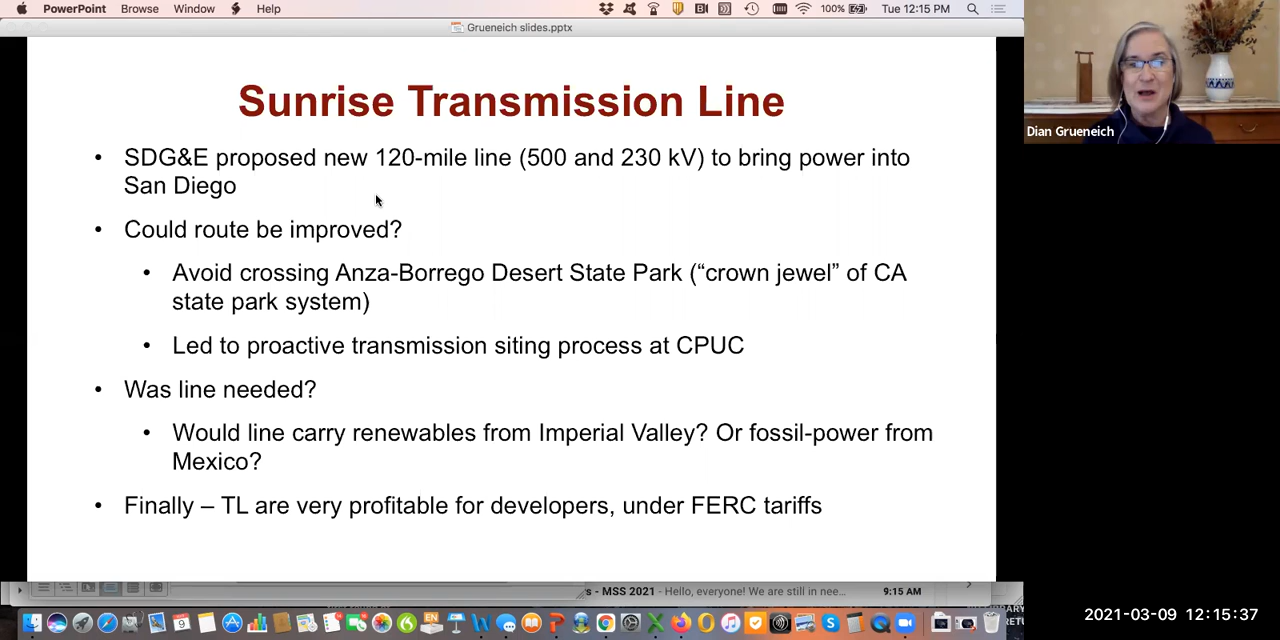 PowerPoint Browse Window Help
100% Tue 12:15 PM
Grueneich slides.pptx
Sunrise Transmission Line
• SDG&E proposed new 120-mile line (500 and 230 kV) to bring power into
San Diego
• Could route be improved?
• Avoid crossing Anza-Borrego Desert State Park (“crown jewel” of CA
state park system)
• Led to proactive transmission siting process at CPUC
• Was line needed?
• Would line carry renewables from Imperial Valley? Or fossil-power from
Mexico?
• Finally – TL are very profitable for developers, under FERC tariffs
Dian Grueneich
s - MSS 2021 - Hello, everyone! We are still in nee... 9:15 AM
2021-03-09 12:15:37